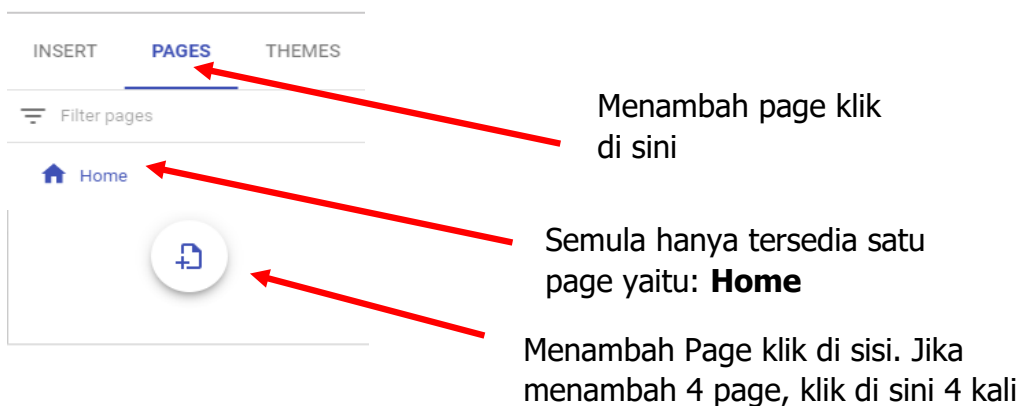 INSERT PAGES THEMES
Filter pages
Home
Menambah page klik
di sini
Semula hanya tersedia satu
page yaitu: Home
Menambah Page klik di sisi. Jika
menambah 4 page, klik di sini 4 kali